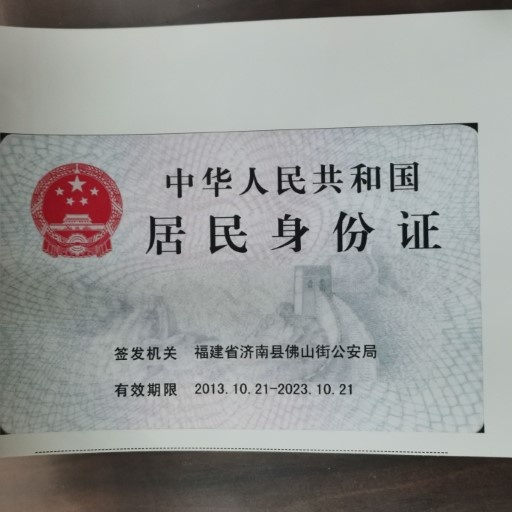 中华人民共和国
居民身份证
签发机关 福建省济南县佛山街公安局
有效期限 2013.10.21-2023.10.21